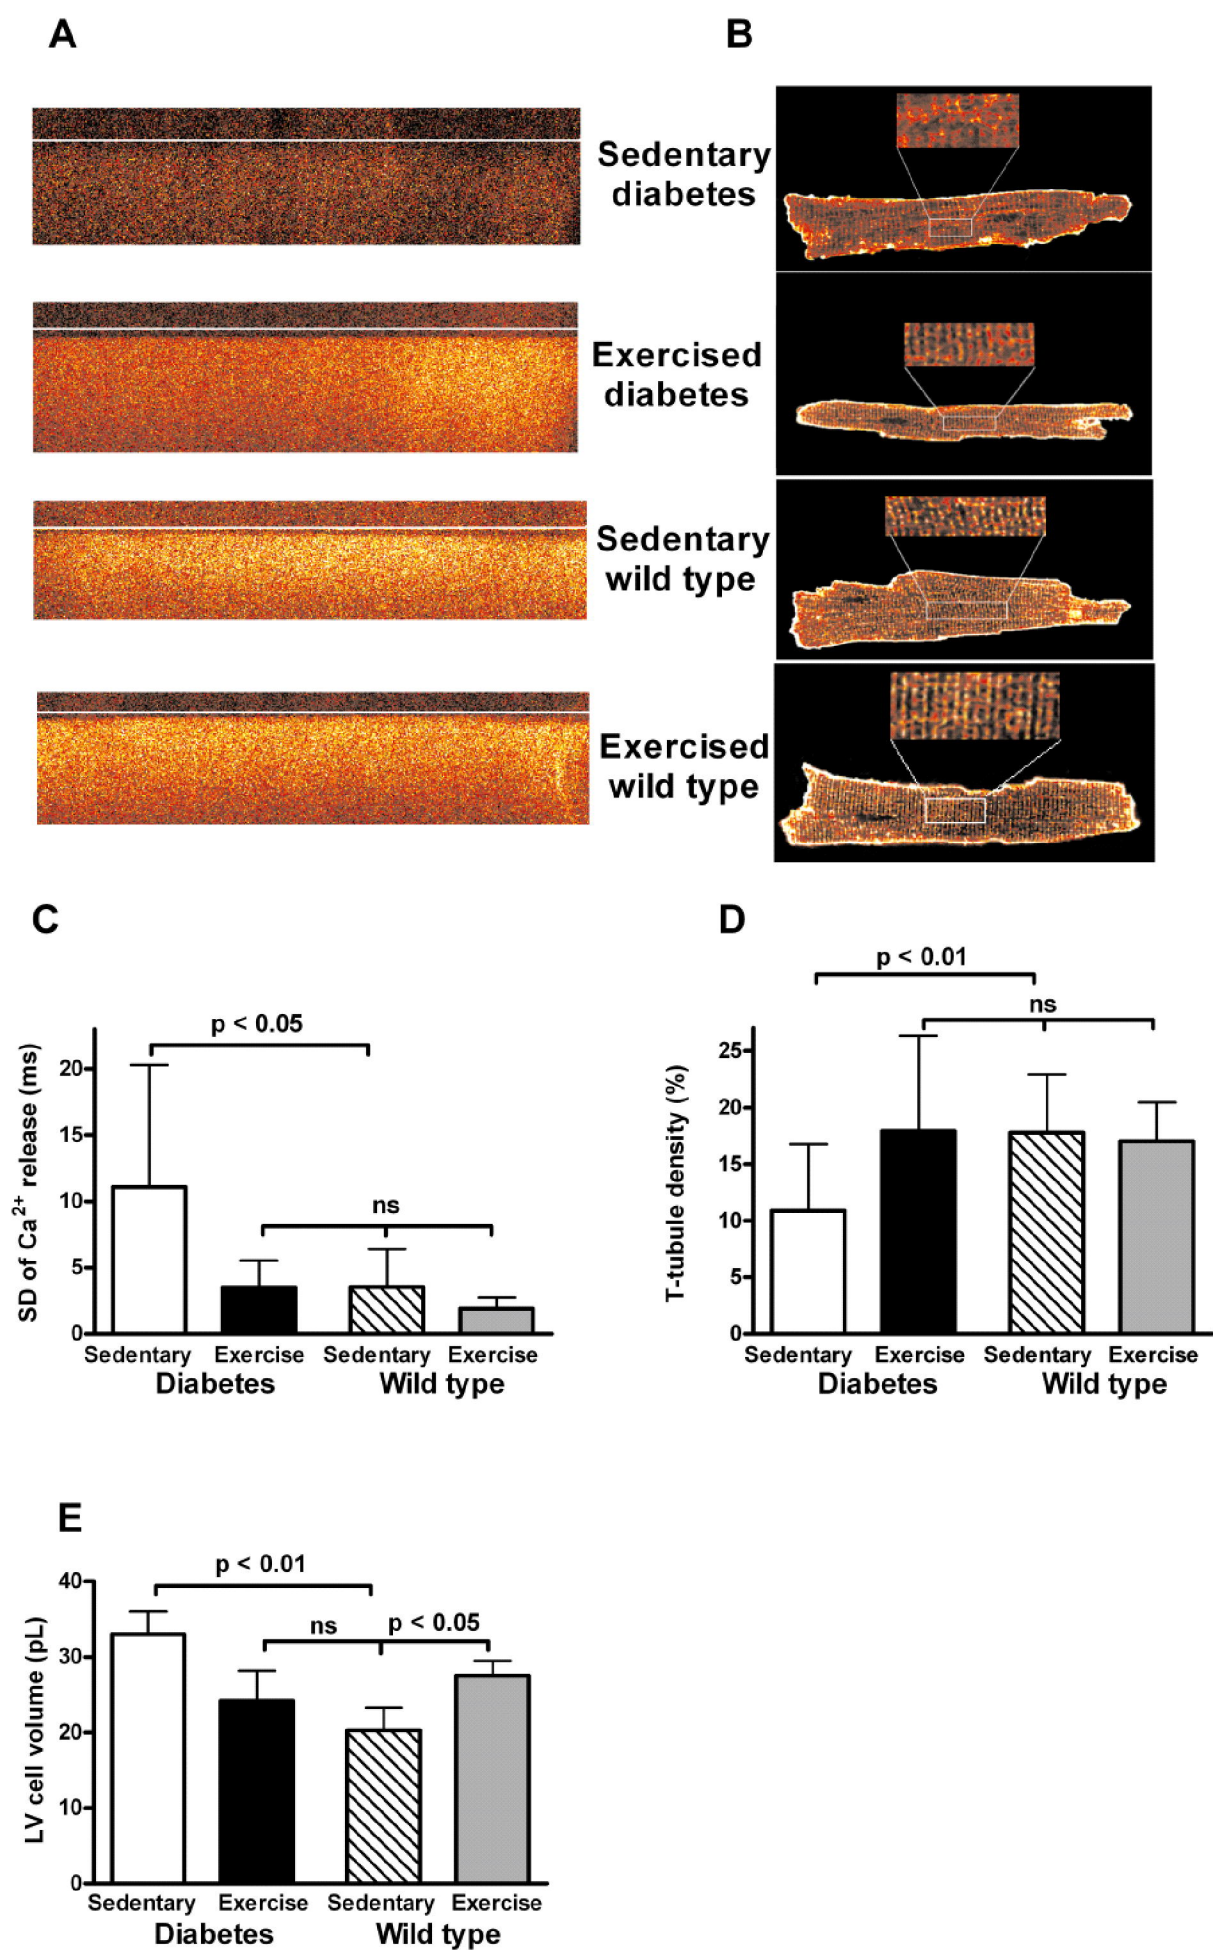 A
B
Sedentary
diabetes
Exercised
diabetes
Sedentary
wild type
Exercised
wild type
C
p < 0.05
ns
SD of Ca²⁺ release (ms)
20
15
10
5
0
Sedentary Exercise Sedentary Exercise
Diabetes Wild type
D
p < 0.01
ns
T-tubule density (%)
25
20
15
10
5
0
Sedentary Exercise Sedentary Exercise
Diabetes Wild type
E
p < 0.01
ns p < 0.05
LV cell volume (pL)
40
30
20
10
0
Sedentary Exercise Sedentary Exercise
Diabetes Wild type